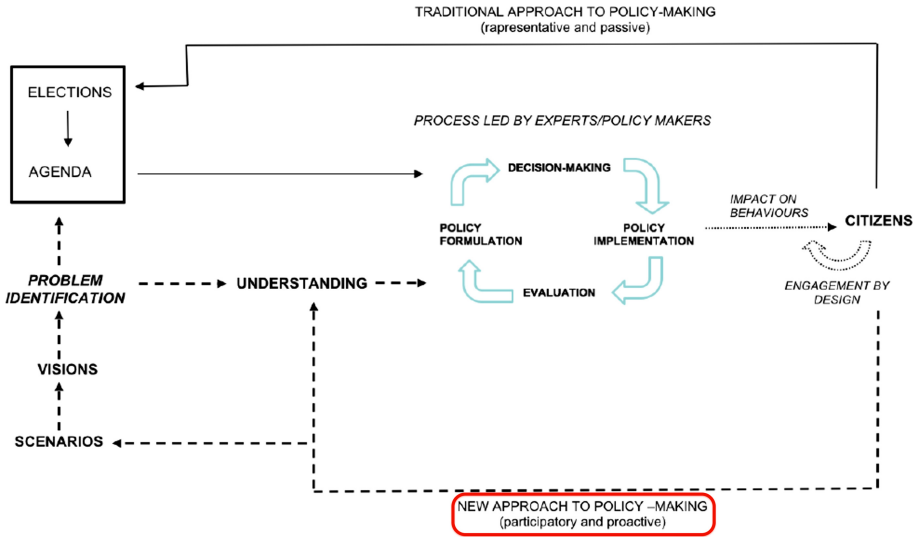 TRADITIONAL APPROACH TO POLICY-MAKING
(rapresentative and passive)
ELECTIONS
AGENDA
PROCESS LED BY EXPERTS/POLICY MAKERS
DECISION-MAKING
POLICY
FORMULATION
POLICY
IMPLEMENTATION
EVALUATION
IMPACT ON
BEHAVIOURS
CITIZENS
ENGAGEMENT BY
DESIGN
PROBLEM
IDENTIFICATION
UNDERSTANDING
VISIONS
SCENARIOS
NEW APPROACH TO POLICY –MAKING
(participatory and proactive)